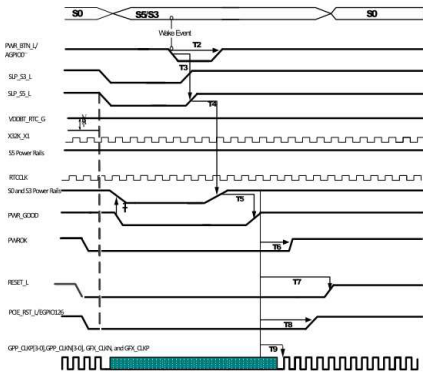 S0 S5/S3 S0
Wake Event
PWR_BTN_L/
AGPIO0
T2
T3
SLP_S3_L
SLP_S5_L
T4
VDDBT_RTC_G
X32K_X1
S5 Power Rails
RTCCLK
S0 and S3 Power Rails
T5
PWR_GOOD
PWROK
T6
T7
RESET_L
PCIE_RST_L/EGPIO126
T8
GPP_CLKP[3-0], GPP_CLKN[3-0], GFX_CLKN, and GFX_CLKP
T9